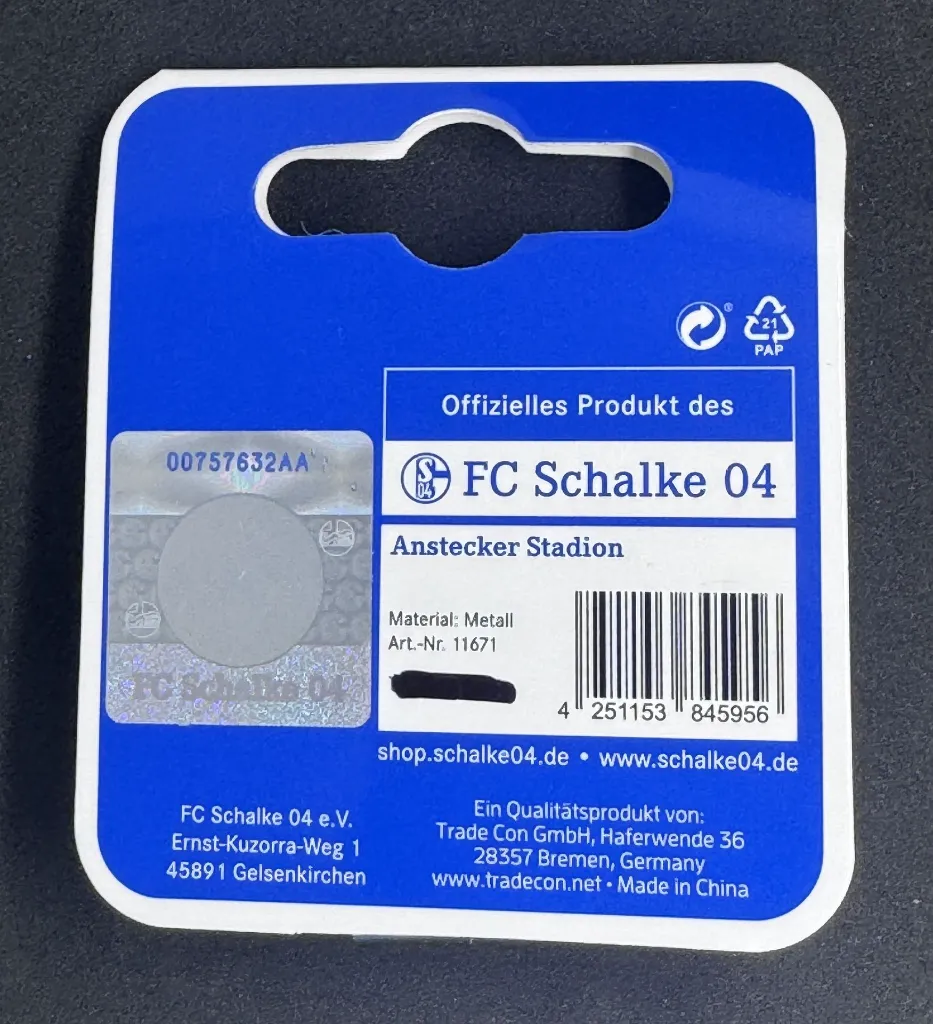 21
PAP
Offizielles Produkt des
S04 FC Schalke 04
00757632AA
FC Schalke 04
Anstecker Stadion
Material: Metall
Art.-Nr. 11671
4 251153 845956
shop.schalke04.de • www.schalke04.de
FC Schalke 04 e.V.
Ernst-Kuzorra-Weg 1
45891 Gelsenkirchen
Ein Qualitätsprodukt von:
Trade Con GmbH, Haferwende 36
28357 Bremen, Germany
www.tradecon.net • Made in China